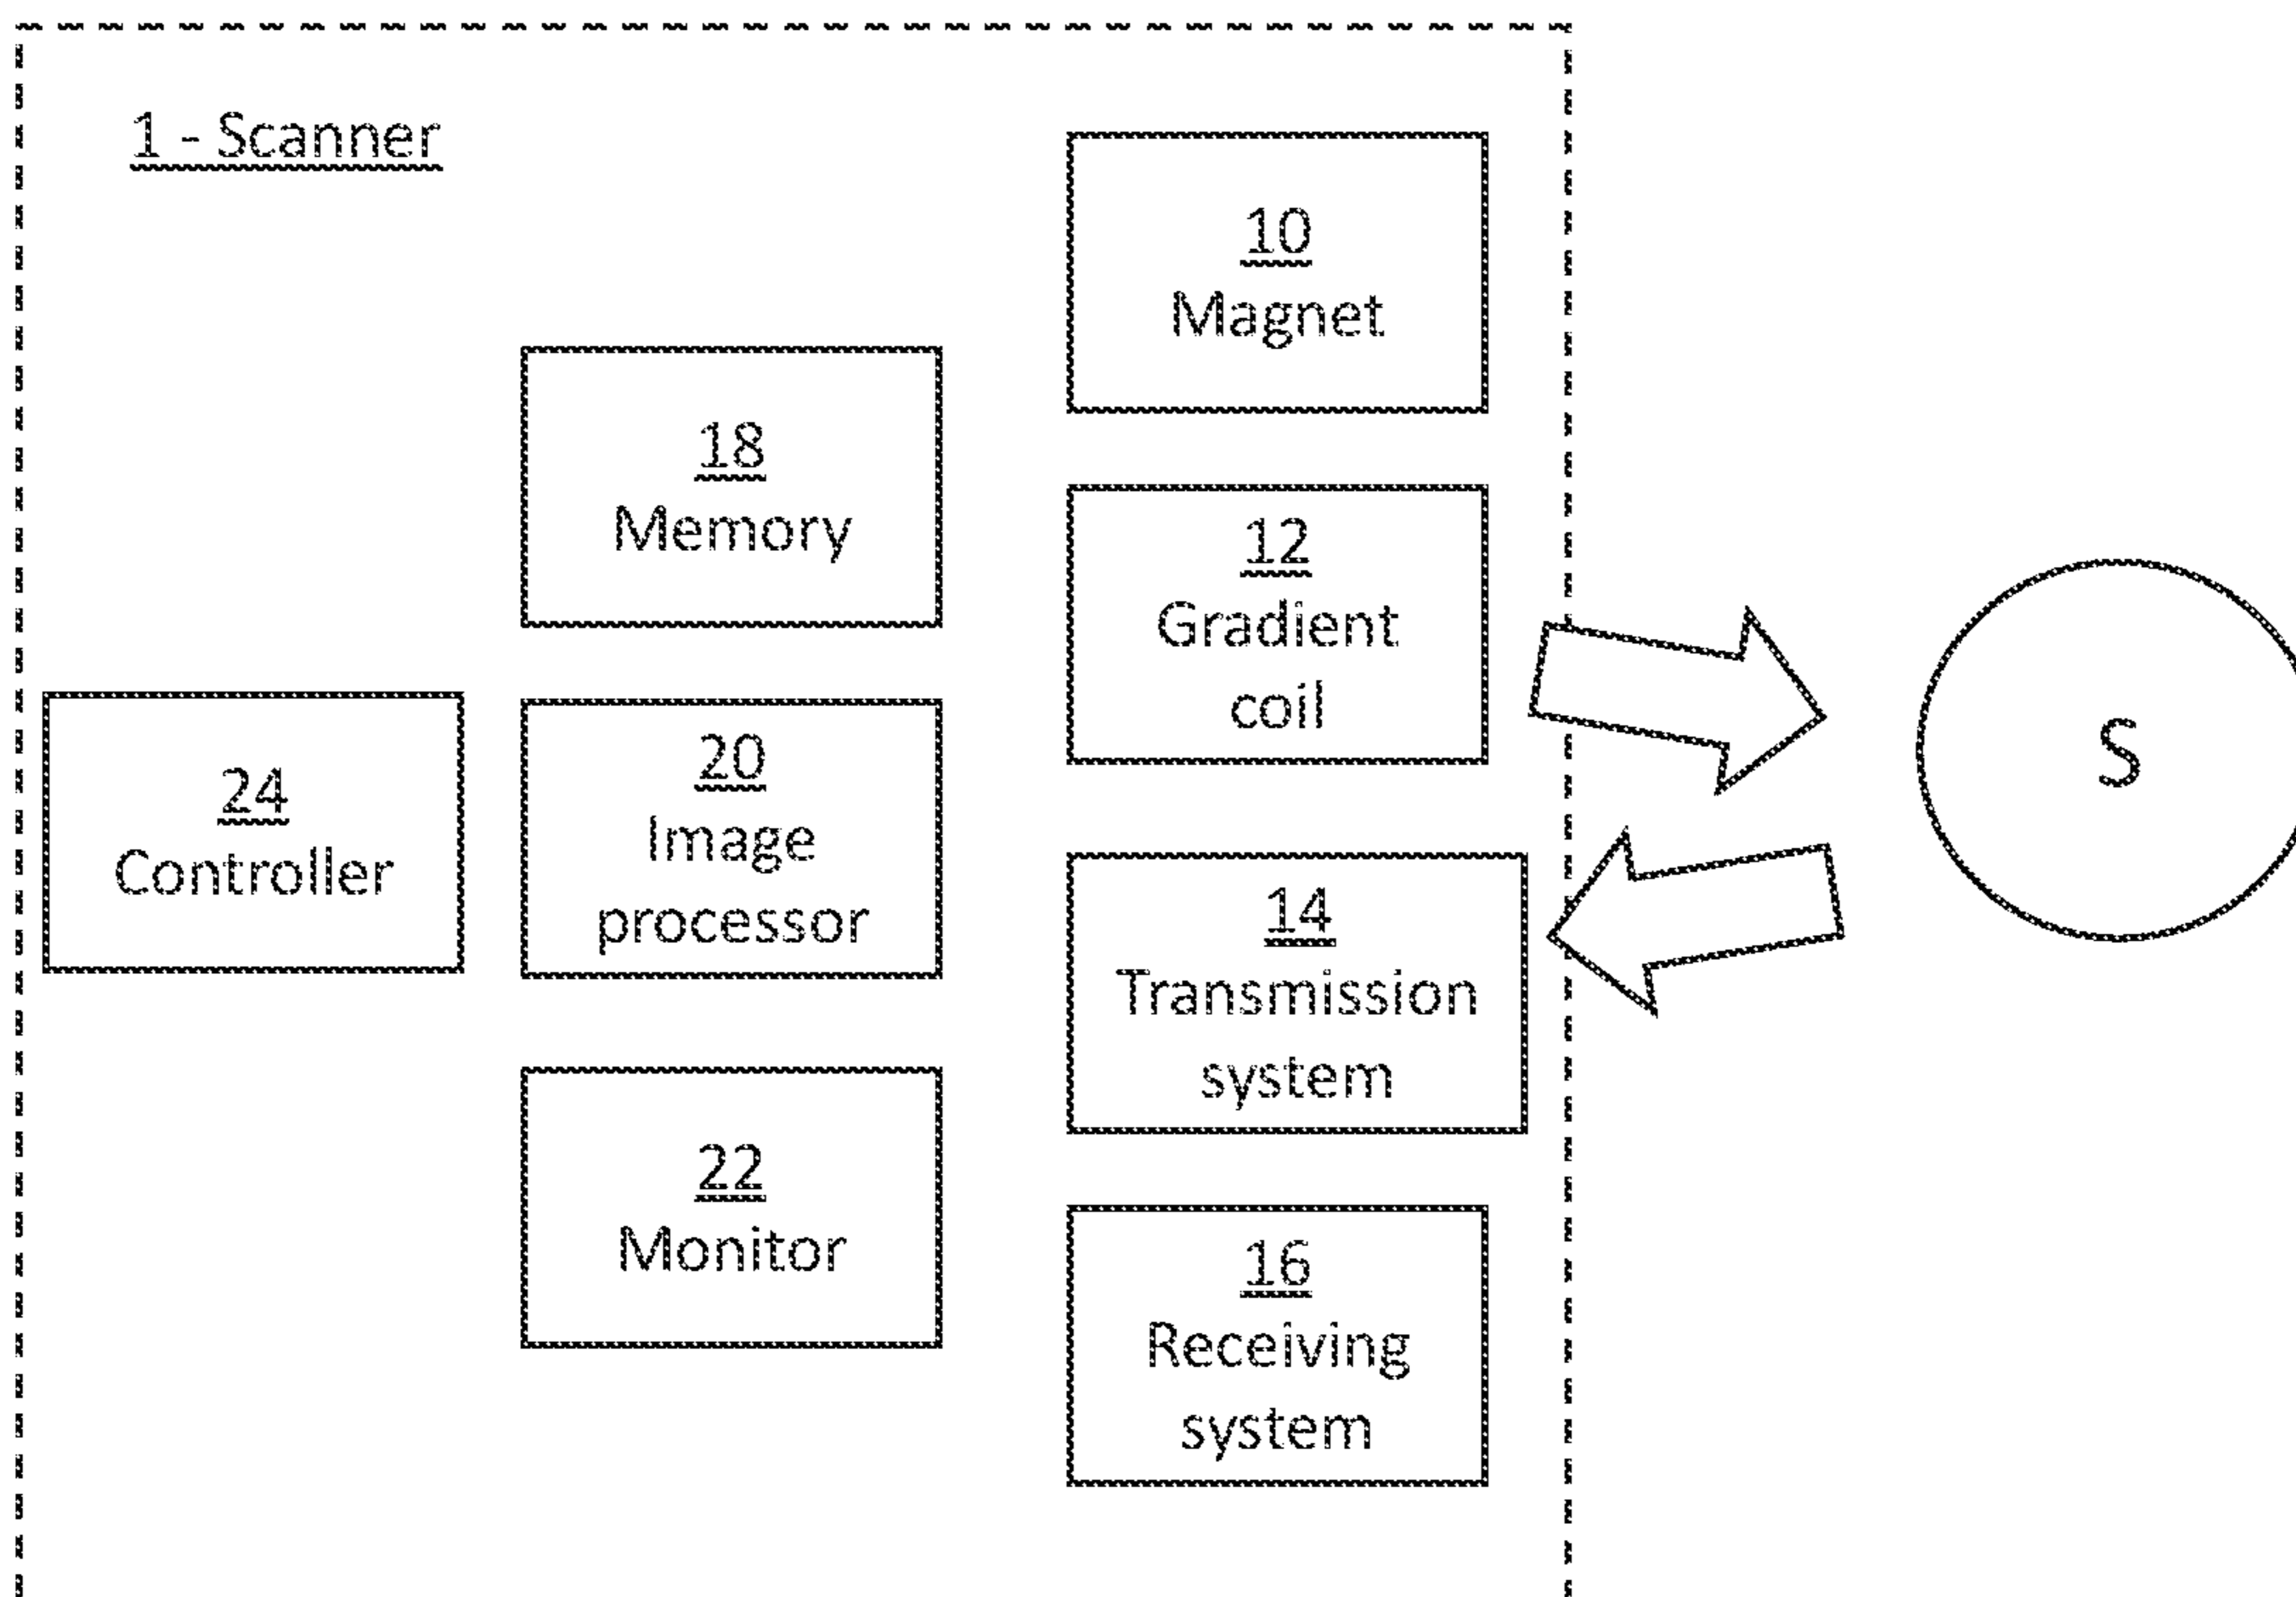 1 - Scanner
10
Magnet
18
Memory
12
Gradient
coil
24
Controller
20
Image
processor
14
Transmission
system
22
Monitor
16
Receiving
system
S